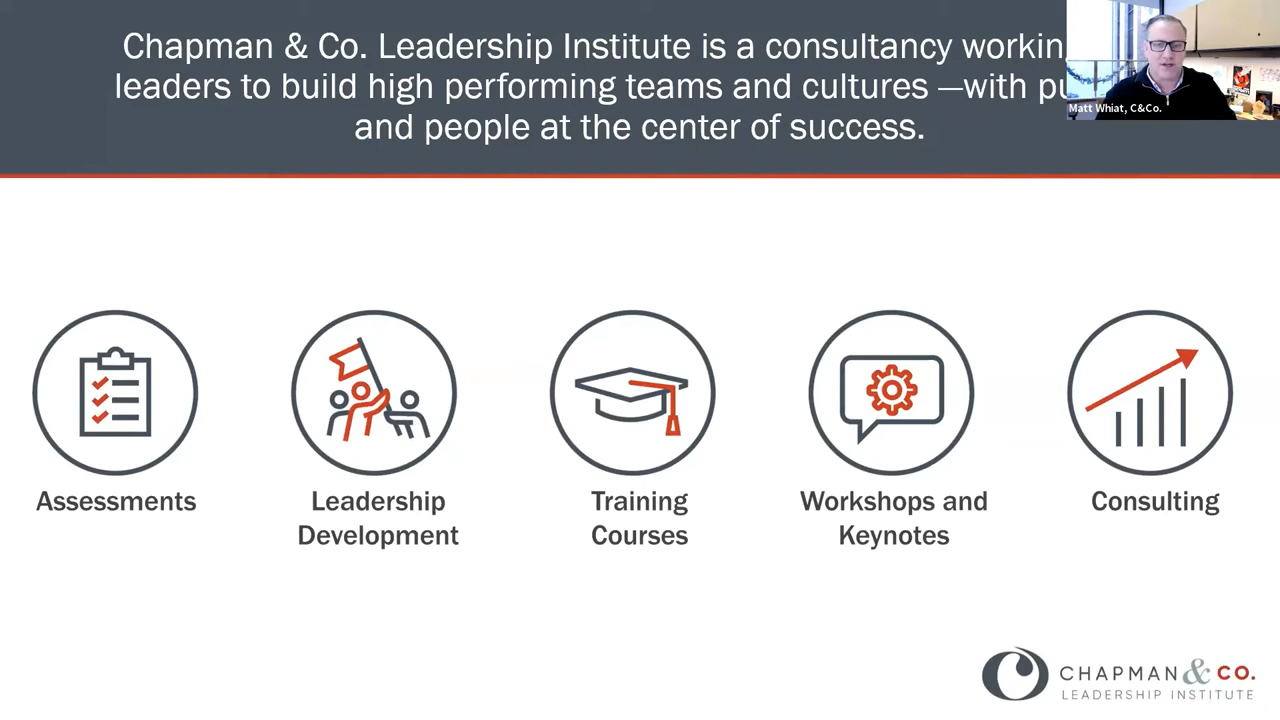 Chapman & Co. Leadership Institute is a consultancy
leaders to build high performing teams and cultures —with
and people at the center of success.
Matt Whiat, C&Co.
Assessments
Leadership
Development
Training
Courses
Workshops and
Keynotes
Consulting
CHAPMAN & CO.
LEADERSHIP INSTITUTE